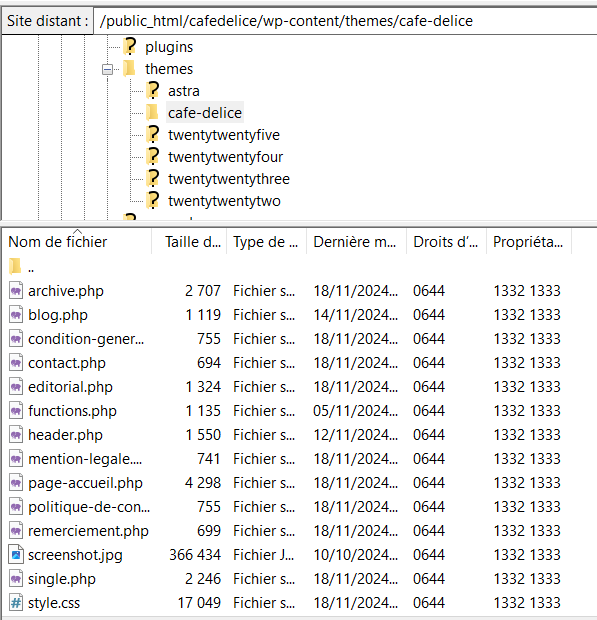 Site distant : /public_html/cafedelice/wp-content/themes/cafe-delice
plugins
themes
astra
cafe-delice
twentytwentyfive
twentytwentyfour
twentytwentythree
twentytwentytwo
Nom de fichier Taille d... Type de ... Dernière m... Droits d'... Propriéta...
..
archive.php 2 707 Fichier s... 18/11/2024... 0644 1332 1333
blog.php 1 119 Fichier s... 14/11/2024... 0644 1332 1333
condition-gener... 755 Fichier s... 18/11/2024... 0644 1332 1333
contact.php 694 Fichier s... 18/11/2024... 0644 1332 1333
editorial.php 1 324 Fichier s... 18/11/2024... 0644 1332 1333
functions.php 1 135 Fichier s... 05/11/2024... 0644 1332 1333
header.php 1 550 Fichier s... 12/11/2024... 0644 1332 1333
mention-legale.... 741 Fichier s... 18/11/2024... 0644 1332 1333
page-accueil.php 4 298 Fichier s... 18/11/2024... 0644 1332 1333
politique-de-con... 755 Fichier s... 18/11/2024... 0644 1332 1333
remerciement.php 699 Fichier s... 18/11/2024... 0644 1332 1333
screenshot.jpg 366 434 Fichier J... 10/10/2024... 0644 1332 1333
single.php 2 246 Fichier s... 18/11/2024... 0644 1332 1333
style.css 17 049 Fichier s... 18/11/2024... 0644 1332 1333